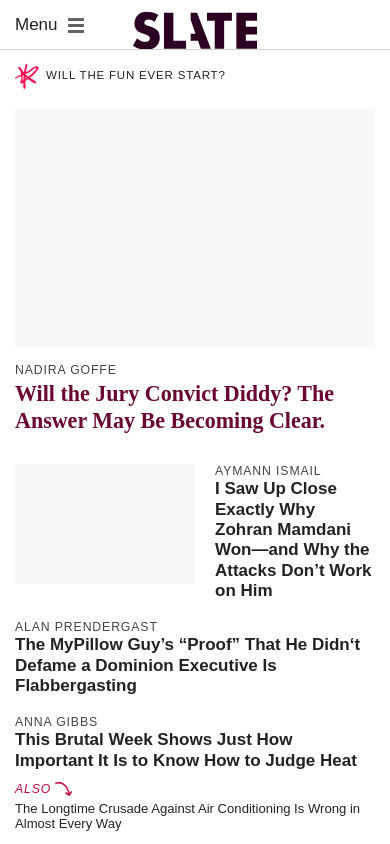 Menu
SLATE
WILL THE FUN EVER START?
NADIRA GOFFE
Will the Jury Convict Diddy? The
Answer May Be Becoming Clear.
AYMANN ISMAIL
I Saw Up Close
Exactly Why
Zohran Mamdani
Won—and Why the
Attacks Don’t Work
on Him
ALAN PRENDERGAST
The MyPillow Guy’s “Proof” That He Didn‘t
Defame a Dominion Executive Is
Flabbergasting
ANNA GIBBS
This Brutal Week Shows Just How
Important It Is to Know How to Judge Heat
ALSO
The Longtime Crusade Against Air Conditioning Is Wrong in
Almost Every Way